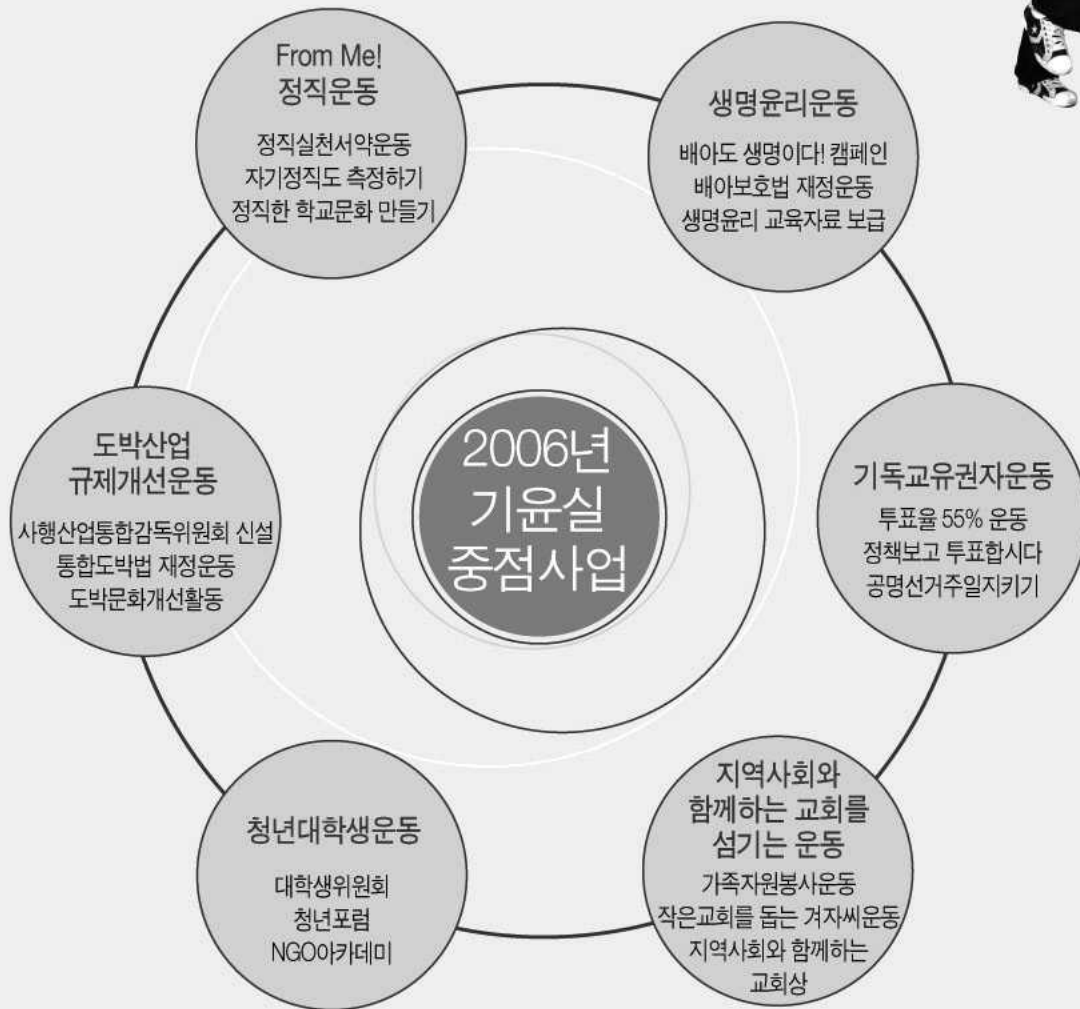 From Me!
정직운동
정직실천서약운동
자기정직도 측정하기
정직한 학교문화 만들기
생명윤리운동
배아도 생명이다! 캠페인
배아보호법 재정운동
생명윤리 교육자료 보급
도박산업
규제개선운동
사행산업통합감독위원회 신설
통합도박법 재정운동
도박문화개선활동
2006년
기윤실
중점사업
기독교유권자운동
투표율 55% 운동
정책보고 투표합시다
공명선거주일지키기
청년대학생운동
대학생위원회
청년포럼
NGO아카데미
지역사회와
함께하는 교회를
섬기는 운동
가족자원봉사운동
작은교회를 돕는 겨자씨운동
지역사회와 함께하는
교회상